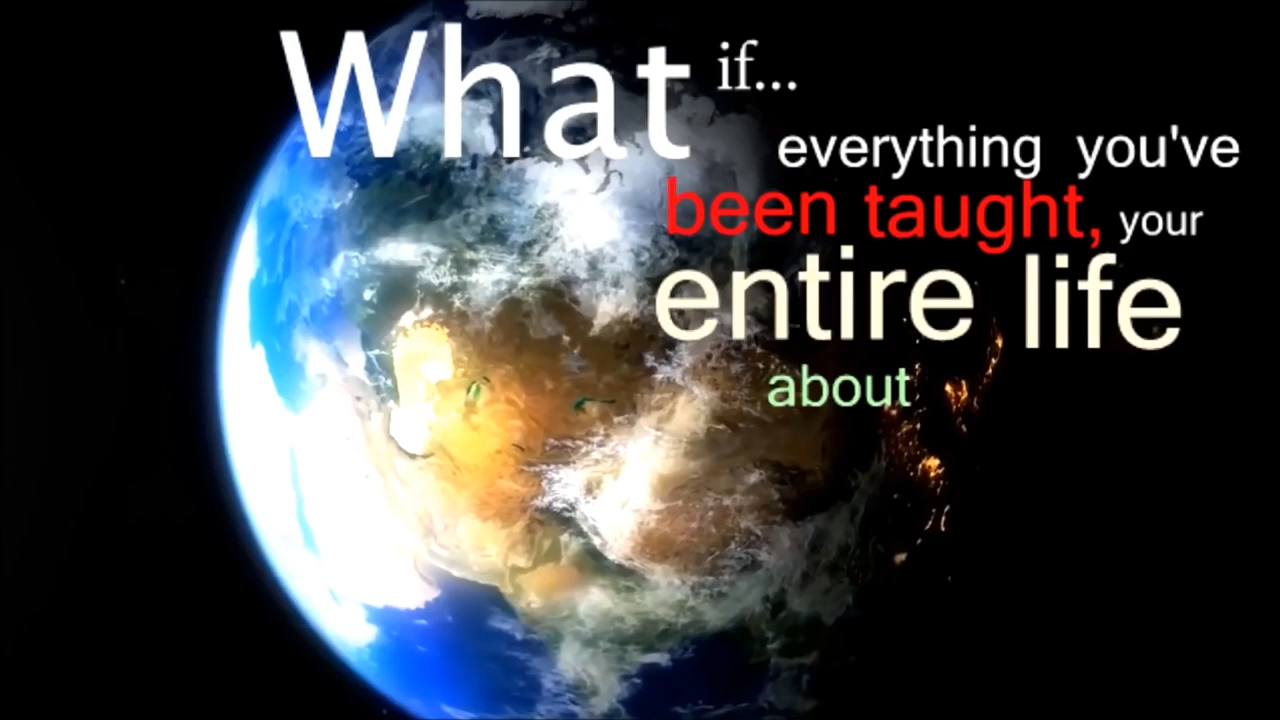 What if...
everything you've
been taught, your
entire life
about